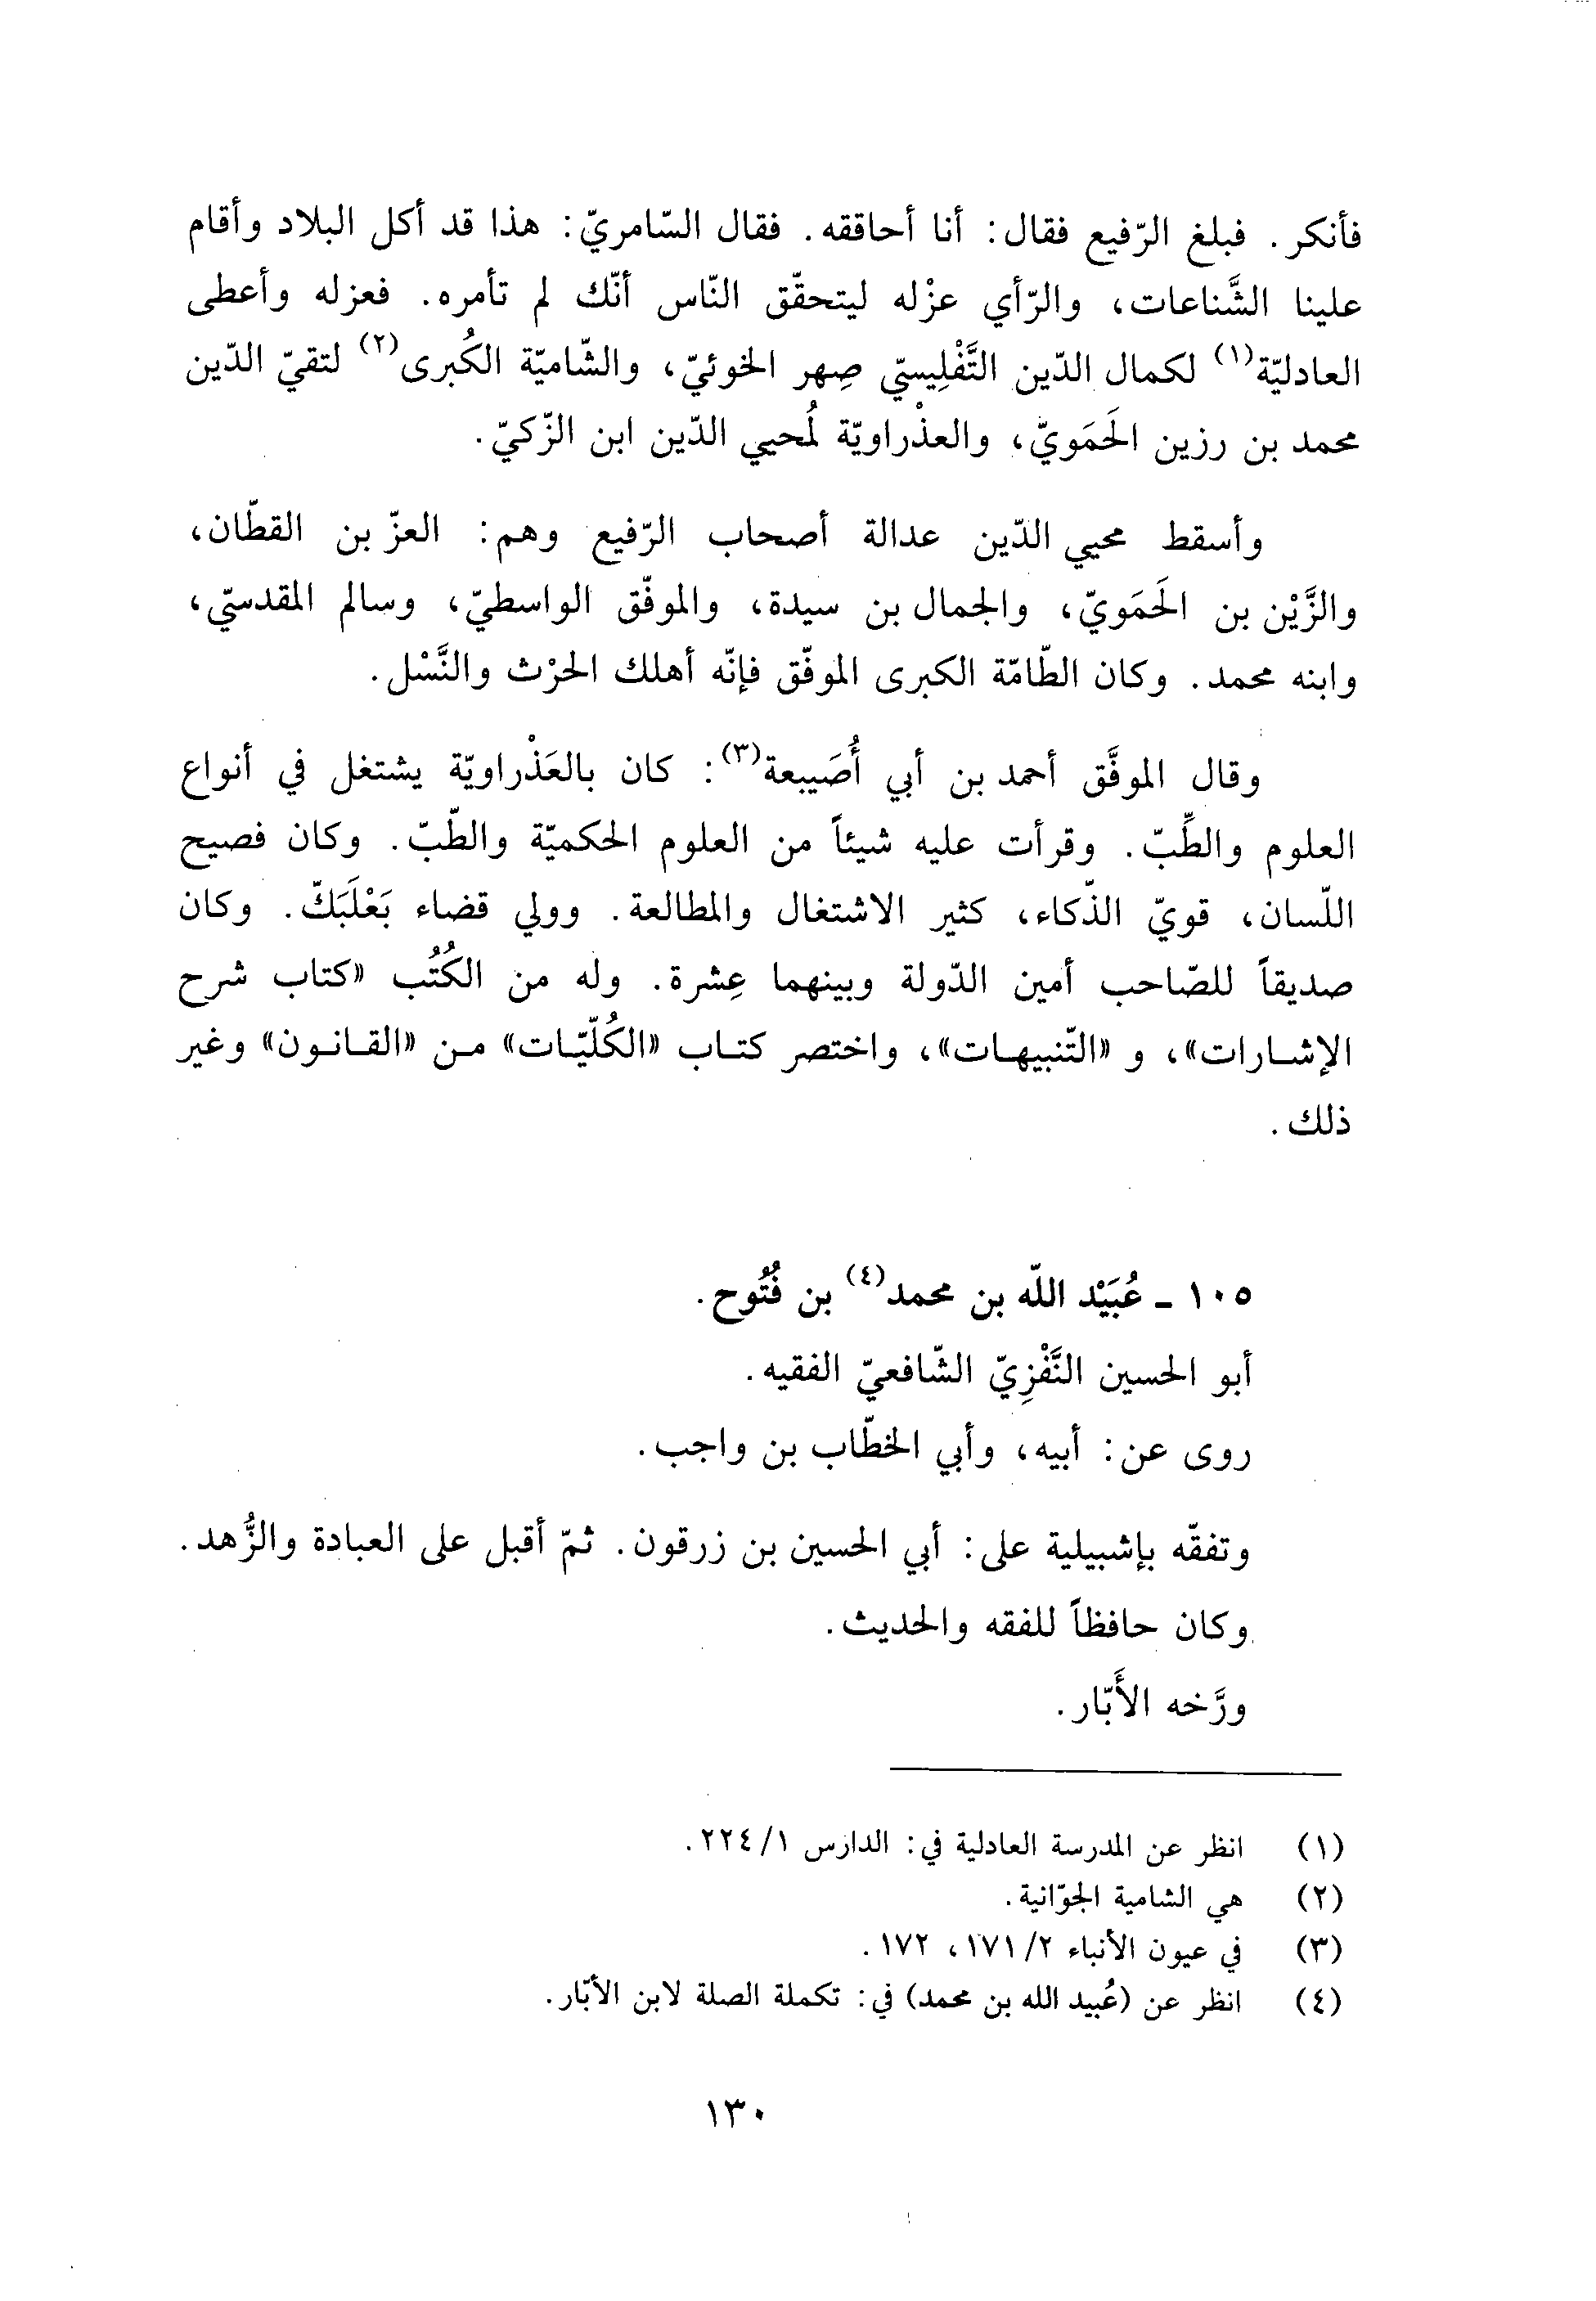 فأنكر. فبلغ الرّفيع فقال: أنا أحاققه. فقال السّامريّ: هذا قد أكل البلاد وأقام
علينا الشَّناعات، والرّأي عزْله ليتحقّق النّاس أنّك لم تأمره. فعزله وأعطى
العادليّة(١) لكمال الدّين التَّفْلِيسيّ صِهر الخوئيّ، والشّاميّة الكُبرى(٢) لتقيّ الدّين
محمد بن رزين الحَمَويّ، والعذْراويّة لمُحيي الدّين ابن الزّكيّ.
وأسقط محيي الدّين عدالة أصحاب الرّفيع وهم: العزّ بن القطّان،
والزَّيْن بن الحَمَويّ، والجمال بن سيدة، والموفّق الواسطيّ، وسالم المقدسيّ،
وابنه محمد. وكان الطّامّة الكبرى الموفّق فإنّه أهلك الحرْث والنَّسْل.
وقال الموفَّق أحمد بن أبي أُصَيبعة(٣): كان بالعَذْراويّة يشتغل في أنواع
العلوم والطِّبّ. وقرأت عليه شيئاً من العلوم الحكميّة والطّبّ. وكان فصيح
اللّسان، قويّ الذّكاء، كثير الاشتغال والمطالعة. وولي قضاء بَعْلَبَكّ. وكان
صديقاً للصّاحب أمين الدّولة وبينهما عِشرة. وله من الكُتُب «كتاب شرح
الإشارات»، و «التّنبيهات»، واختصر كتاب «الكُلّيّات» من «القانون» وغير
ذلك.
١٠٥ - عُبَيْد اللّه بن محمد(٤) بن فُتُوح.
أبو الحسين النَّفْزِيّ الشّافعيّ الفقيه.
روى عن: أبيه، وأبي الخطّاب بن واجب.
وتفقّه بإشبيلية على: أبي الحسين بن زرقون. ثمّ أقبل على العبادة والزُّهد.
وكان حافظاً للفقه والحديث.
ورَّخه الأَبّار.
(١) انظر عن المدرسة العادلية في: الدارس ١/ ٢٢٤.
(٢) هي الشامية الجوّانية.
(٣) في عيون الأنباء ٢/ ١٧١، ١٧٢.
(٤) انظر عن (عُبيد الله بن محمد) في: تكملة الصلة لابن الأبّار.
١٣٠